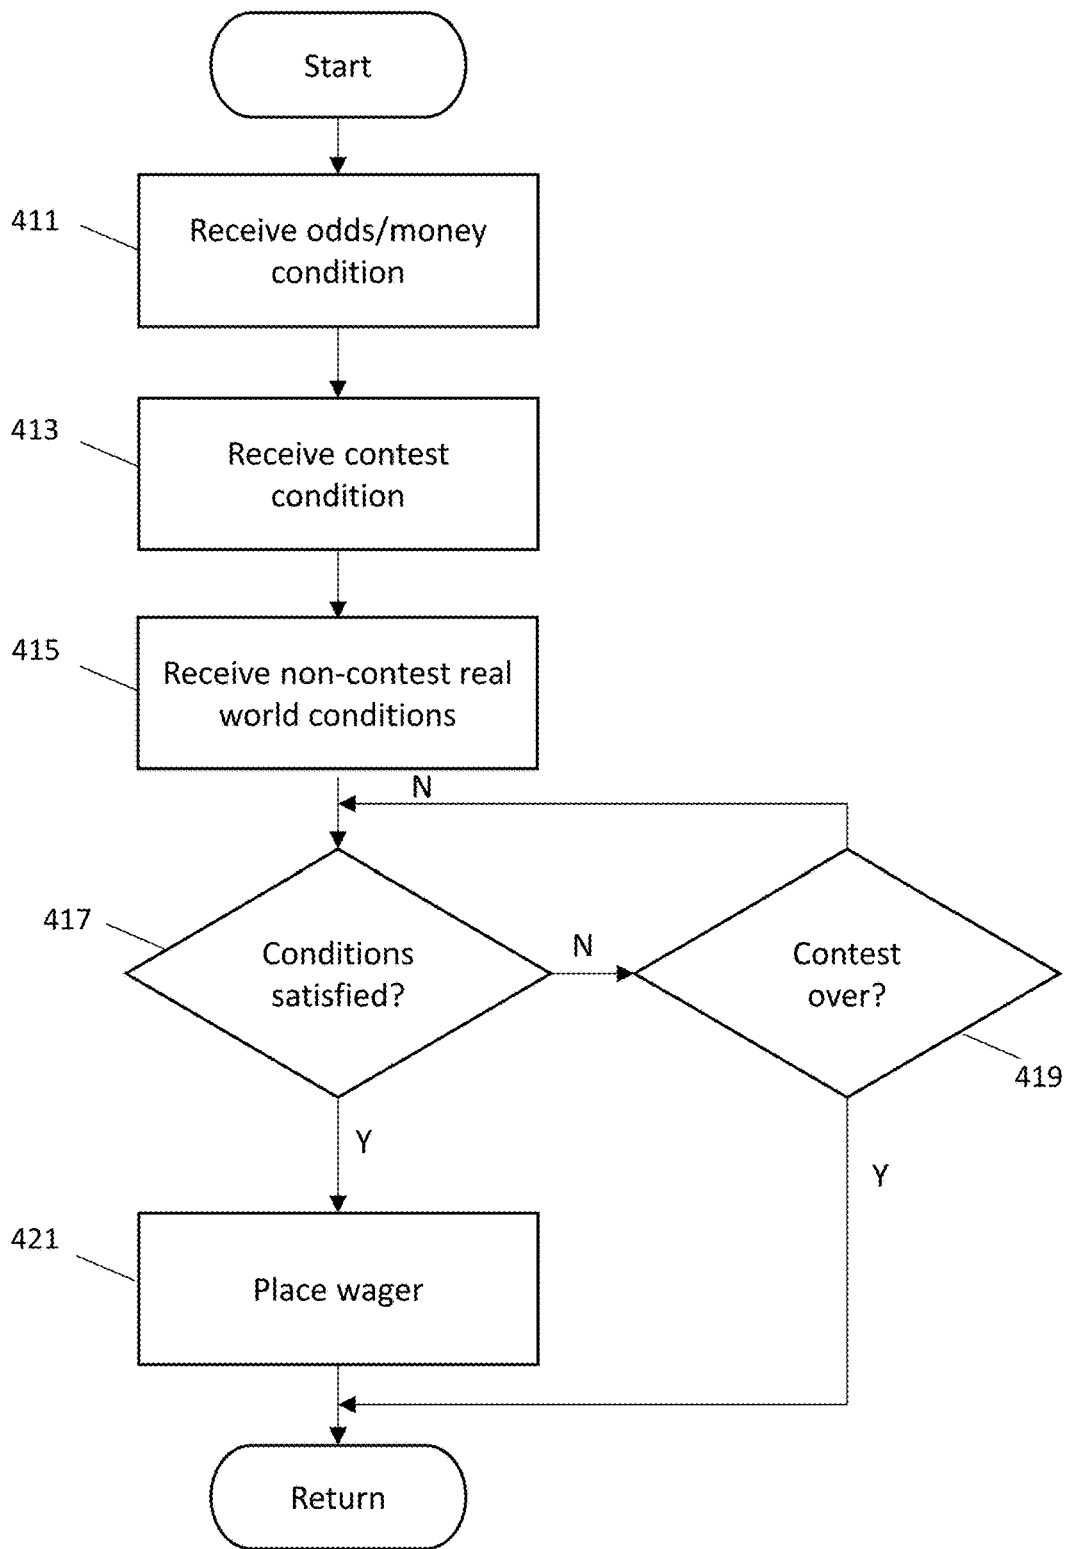 Start
411
Receive odds/money
condition
413
Receive contest
condition
415
Receive non-contest real
world conditions
N
417
Conditions
satisfied?
N
Contest
over?
419
Y
Y
421
Place wager
Return